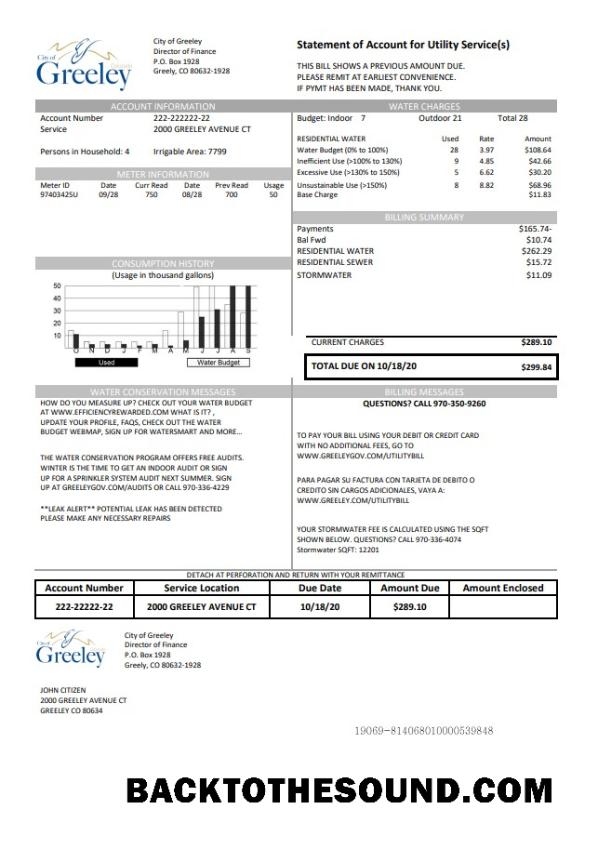 City of
Greeley
City of Greeley
Director of Finance
P.O. Box 1928
Greely, CO 80632-1928
Statement of Account for Utility Service(s)
THIS BILL SHOWS A PREVIOUS AMOUNT DUE.
PLEASE REMIT AT EARLIEST CONVENIENCE.
IF PYMT HAS BEEN MADE, THANK YOU.
ACCOUNT INFORMATION
Account Number 222-222222-22
Service 2000 GREELEY AVENUE CT
Persons in Household: 4 Irrigable Area: 7799
METER INFORMATION
Meter ID Date Curr Read Date Prev Read Usage
97403425U 09/28 750 08/28 700 50
WATER CHARGES
Budget: Indoor 7 Outdoor 21 Total 28
RESIDENTIAL WATER Used Rate Amount
Water Budget (0% to 100%) 28 3.97 $108.64
Inefficient Use (>100% to 130%) 9 4.85 $42.66
Excessive Use (>130% to 150%) 5 6.62 $30.20
Unsustainable Use (>150%) 8 8.82 $68.96
Base Charge $11.83
BILLING SUMMARY
Payments $165.74-
Bal Fwd $10.74
RESIDENTIAL WATER $262.29
RESIDENTIAL SEWER $15.72
STORMWATER $11.09
CONSUMPTION HISTORY
(Usage in thousand gallons)
50
40
30
20
10
O N D J F M A M J J A S
Used Water Budget
CURRENT CHARGES $289.10
TOTAL DUE ON 10/18/20 $299.84
WATER CONSERVATION MESSAGES
HOW DO YOU MEASURE UP? CHECK OUT YOUR WATER BUDGET
AT WWW.EFFICIENCYREWARDED.COM WHAT IS IT? ,
UPDATE YOUR PROFILE, FAQS, CHECK OUT THE WATER
BUDGET WEBMAP, SIGN UP FOR WATERSMART AND MORE...
THE WATER CONSERVATION PROGRAM OFFERS FREE AUDITS.
WINTER IS THE TIME TO GET AN INDOOR AUDIT OR SIGN
UP FOR A SPRINKLER SYSTEM AUDIT NEXT SUMMER. SIGN
UP AT GREELEYGOV.COM/AUDITS OR CALL 970-336-4229
**LEAK ALERT** POTENTIAL LEAK HAS BEEN DETECTED
PLEASE MAKE ANY NECESSARY REPAIRS
BILLING MESSAGES
QUESTIONS? CALL 970-350-9260
TO PAY YOUR BILL USING YOUR DEBIT OR CREDIT CARD
WITH NO ADDITIONAL FEES, GO TO
WWW.GREELEYGOV.COM/UTILITYBILL
PARA PAGAR SU FACTURA CON TARJETA DE DEBITO O
CREDITO SIN CARGOS ADICIONALES, VAYA A:
WWW.GREELEYGOV.COM/UTILITYBILL
YOUR STORMWATER FEE IS CALCULATED USING THE SQFT
SHOWN BELOW. QUESTIONS? CALL 970-336-4074
Stormwater SQFT: 12201
DETACH AT PERFORATION AND RETURN WITH YOUR REMITTANCE
Account Number Service Location Due Date Amount Due Amount Enclosed
222-22222-22 2000 GREELEY AVENUE CT 10/18/20 $289.10
City of
Greeley
City of Greeley
Director of Finance
P.O. Box 1928
Greely, CO 80632-1928
JOHN CITIZEN
2000 GREELEY AVENUE CT
GREELEY CO 80634
19069-814068010000539848
BACKTOTHESOUND.COM